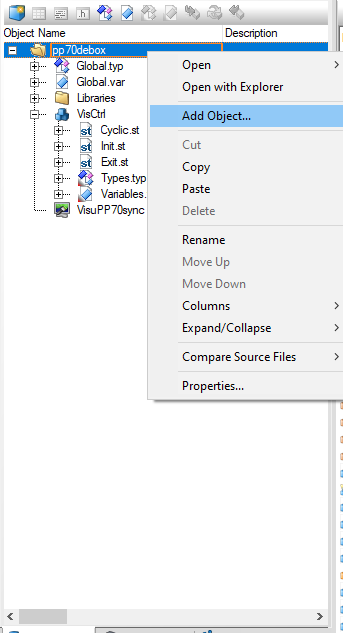 Object Name Description
pp70debox
Global.typ
Global.var
Libraries
VisCtrl
Cyclic.st
Init.st
Exit.st
Types.typ
Variables.
VisuPP70sync
Open
Open with Explorer
Add Object...
Cut
Copy
Paste
Delete
Rename
Move Up
Move Down
Columns
Expand/Collapse
Compare Source Files
Properties...